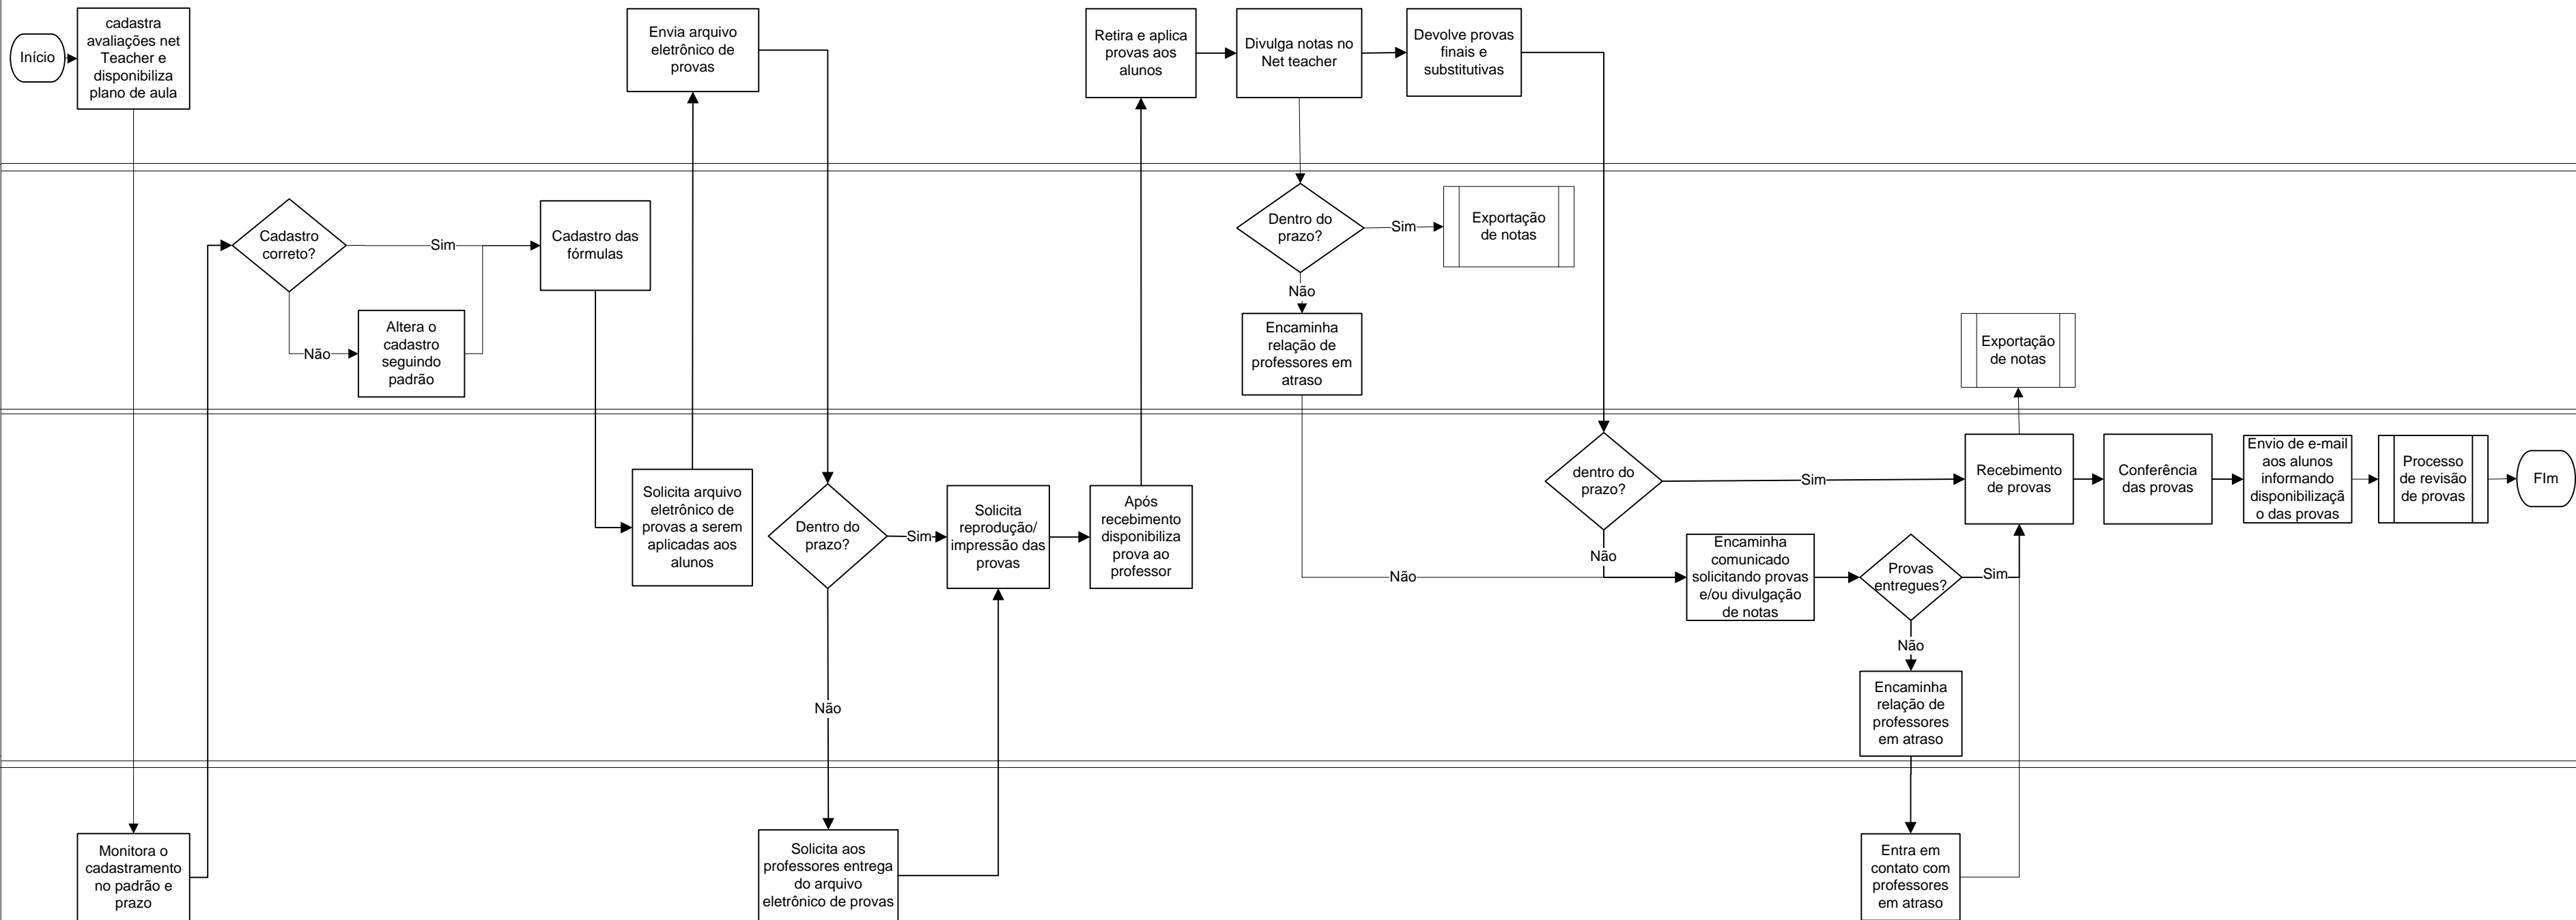 Início
cadastra
avaliações net
Teacher e
disponibiliza
plano de aula
Envia arquivo
eletrônico de
provas
Retira e aplica
provas aos
alunos
Divulga notas no
Net teacher
Devolve provas
finais e
substitutivas
Cadastro
correto?
Sim
Não
Altera o
cadastro
seguindo
padrão
Cadastro das
fórmulas
Dentro do
prazo?
Sim
Exportação
de notas
Não
Encaminha
relação de
professores em
atraso
Exportação
de notas
Solicita arquivo
eletrônico de
provas a serem
aplicadas aos
alunos
Dentro do
prazo?
Sim
Não
Solicita
reprodução/
impressão das
provas
Após
recebimento
disponibiliza
prova ao
professor
Não
dentro do
prazo?
Sim
Não
Encaminha
comunicado
solicitando provas
e/ou divulgação
de notas
Provas
entregues?
Sim
Não
Encaminha
relação de
professores
em atraso
Recebimento
de provas
Conferência
das provas
Envio de e-mail
aos alunos
informando
disponibilizaçã
o das provas
Processo
de revisão
de provas
FIm
Monitora o
cadastramento
no padrão e
prazo
Solicita aos
professores entrega
do arquivo
eletrônico de provas
Entra em
contato com
professores
em atraso